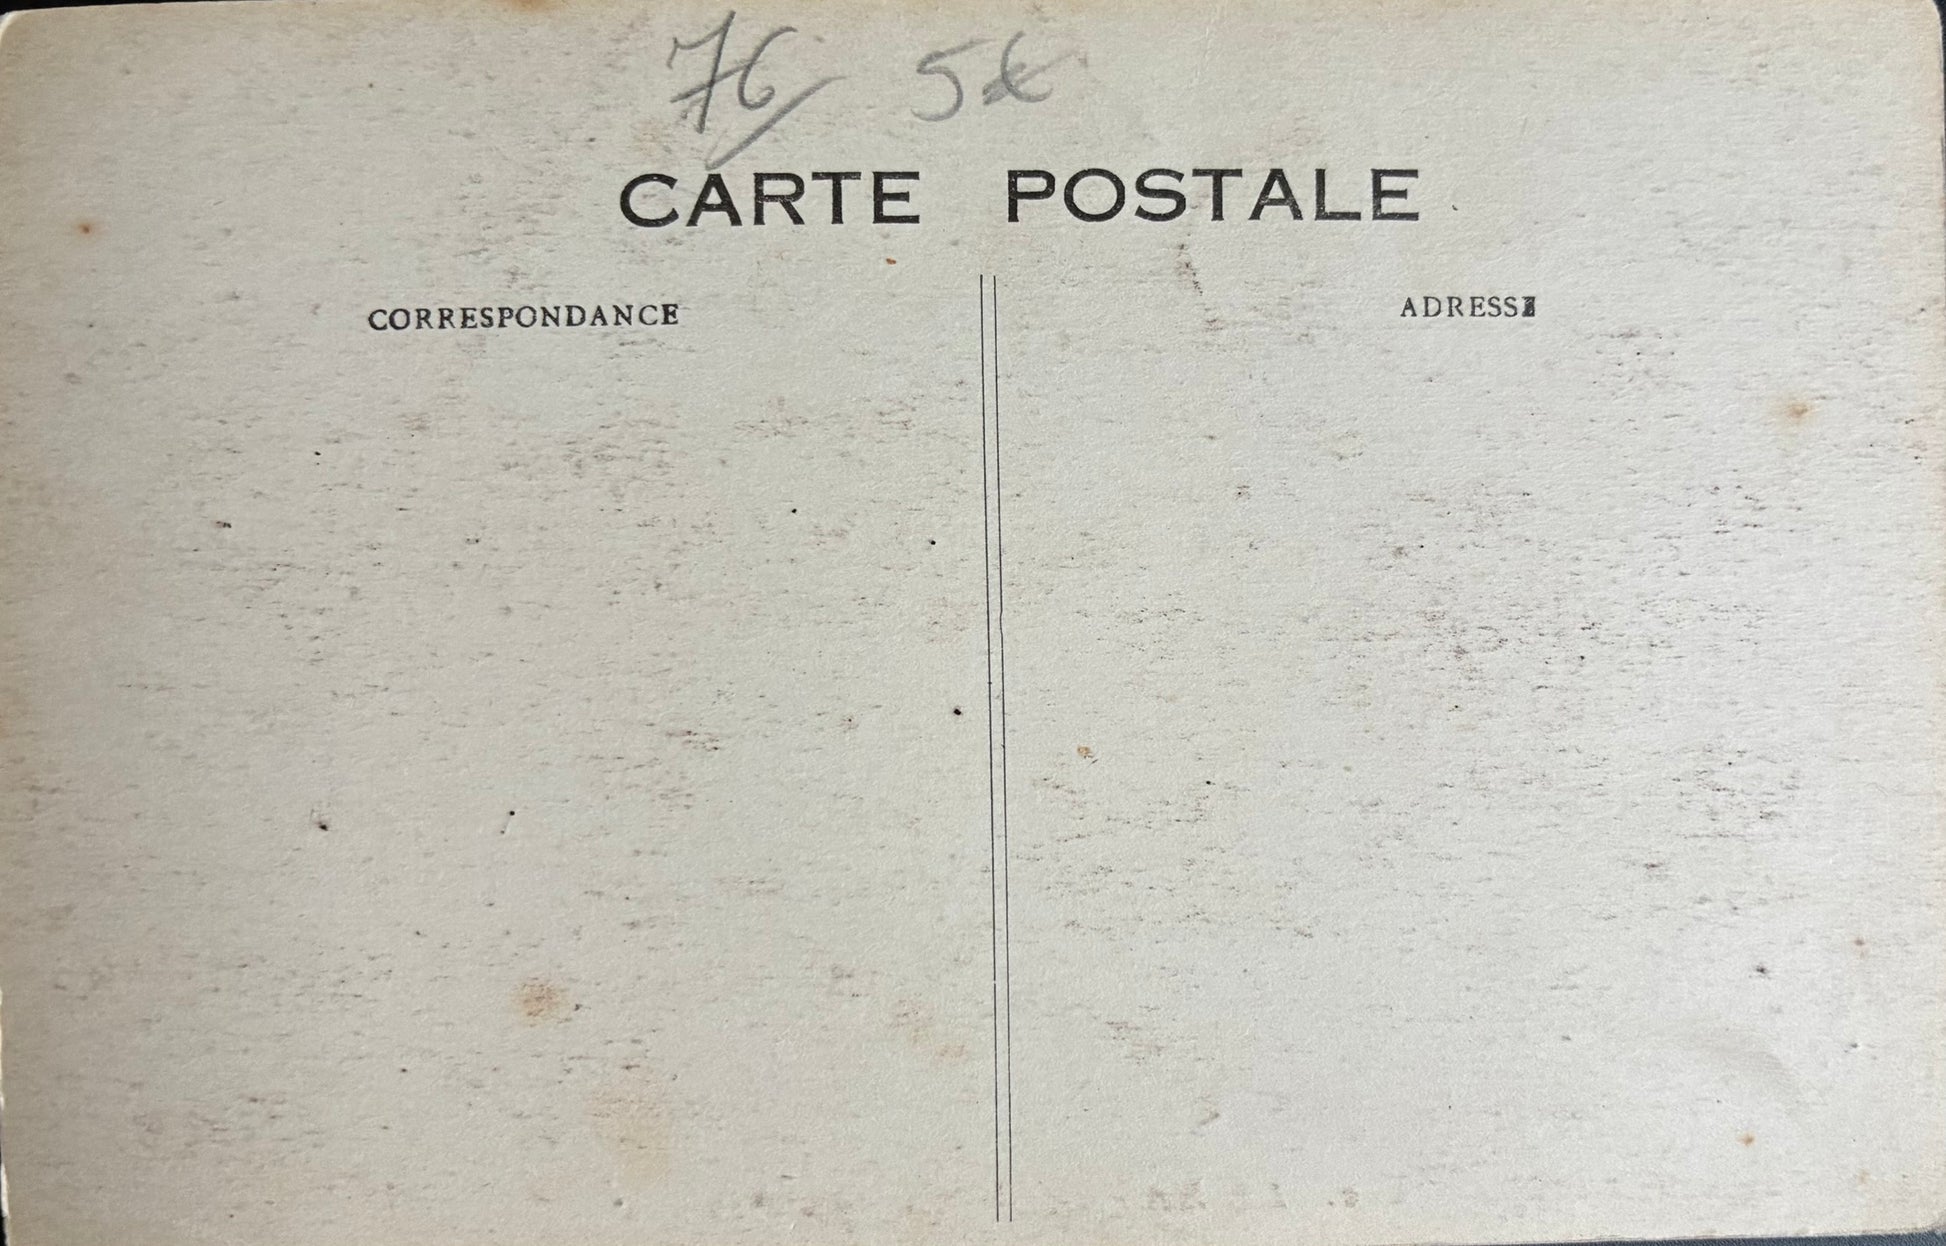 76 5€
CARTE POSTALE
CORRESPONDANCE
ADRESSE